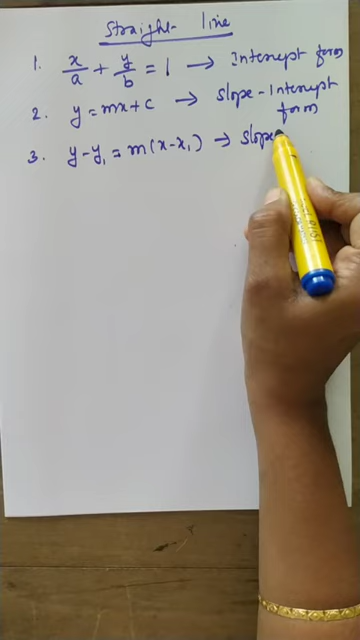 Straight line
1. x/a + y/b = 1 → Intercept form
2. y = mx + c → slope - Intercept
form
3. y - y₁ = m(x - x₁) → slope